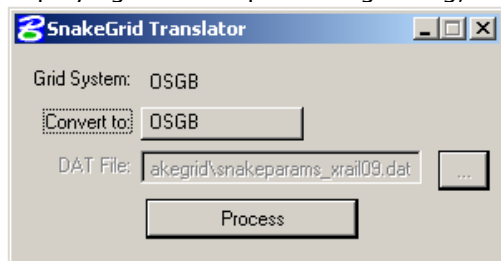 SnakeGrid Translator
Grid System: OSGB
Convert to: OSGB
DAT File: akegrid\snakeparams_xrail09.dat ...
Process